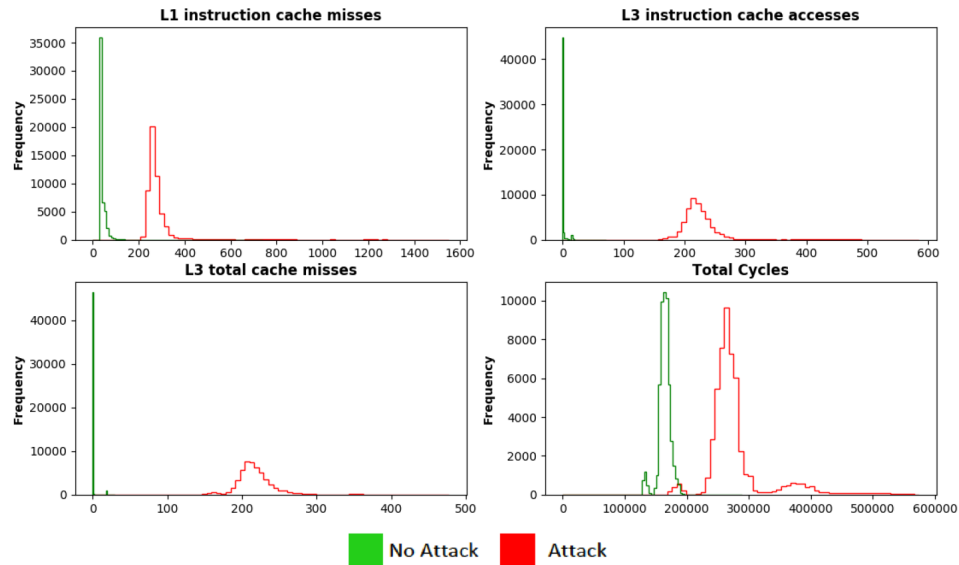 L1 instruction cache misses
Frequency
35000
30000
25000
20000
15000
10000
5000
0
0 200 400 600 800 1000 1200 1400 1600
L3 instruction cache accesses
Frequency
40000
30000
20000
10000
0
0 100 200 300 400 500 600
L3 total cache misses
Frequency
40000
30000
20000
10000
0
0 100 200 300 400 500
Total Cycles
Frequency
10000
8000
6000
4000
2000
0
0 100000 200000 300000 400000 500000 600000
No Attack Attack